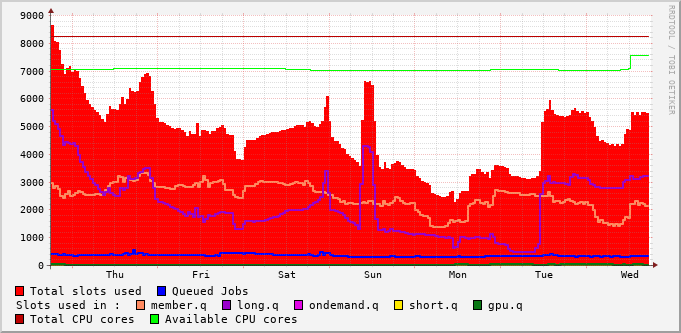 9000
8000
7000
6000
5000
4000
3000
2000
1000
0
Thu Fri Sat Sun Mon Tue Wed
RRDTOOL / TOBI OETIKER
Total slots used Queued Jobs
Slots used in : member.q long.q ondemand.q short.q gpu.q
Total CPU cores Available CPU cores